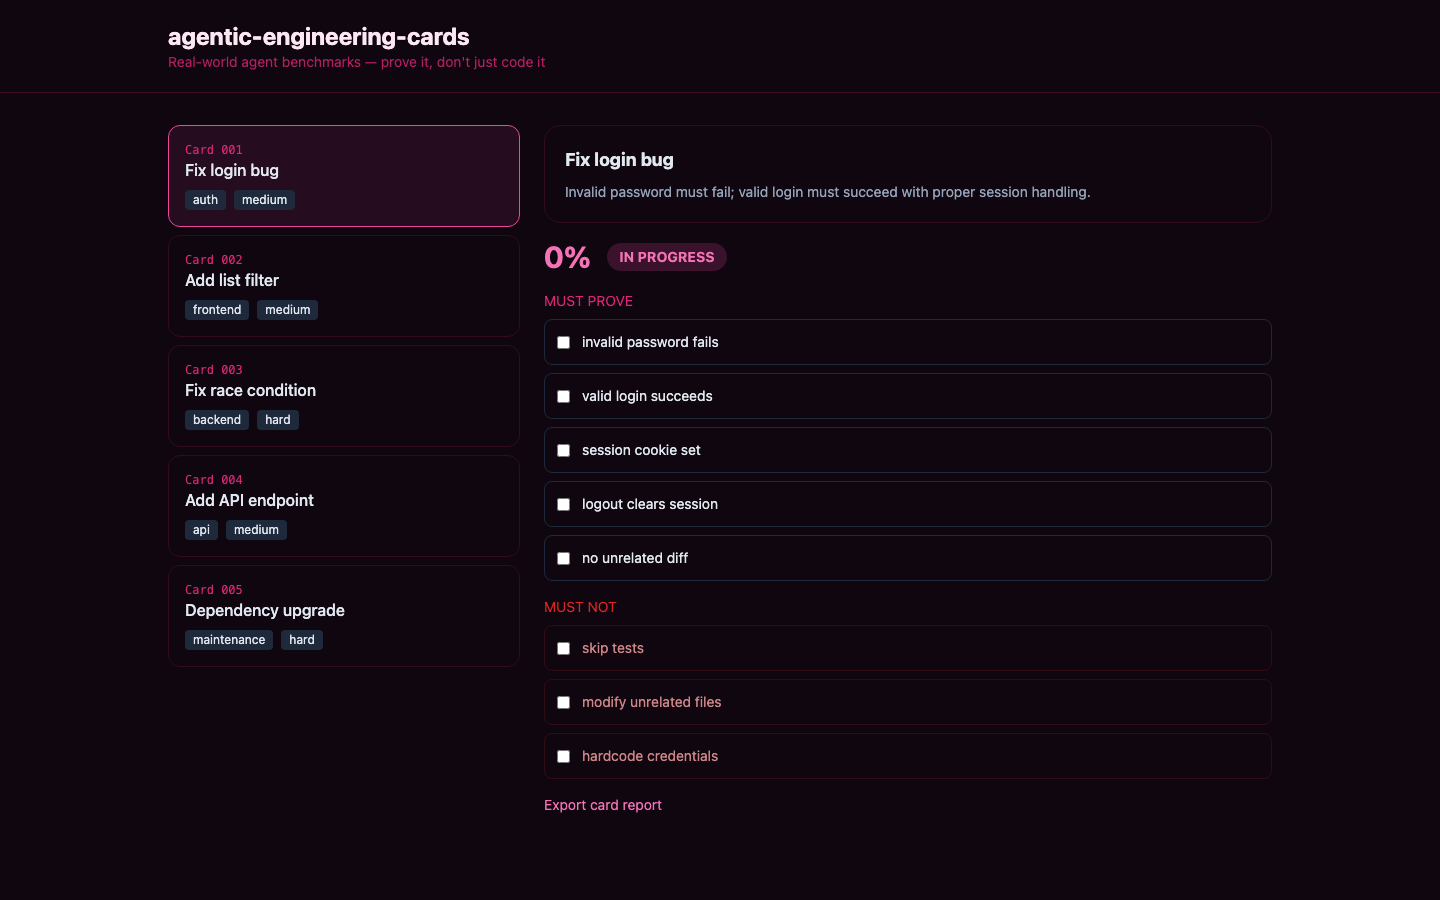 agentic-engineering-cards
Real-world agent benchmarks — prove it, don't just code it
Card 001
Fix login bug
auth medium
Card 002
Add list filter
frontend medium
Card 003
Fix race condition
backend hard
Card 004
Add API endpoint
api medium
Card 005
Dependency upgrade
maintenance hard
Fix login bug
Invalid password must fail; valid login must succeed with proper session handling.
0% IN PROGRESS
MUST PROVE
invalid password fails
valid login succeeds
session cookie set
logout clears session
no unrelated diff
MUST NOT
skip tests
modify unrelated files
hardcode credentials
Export card report